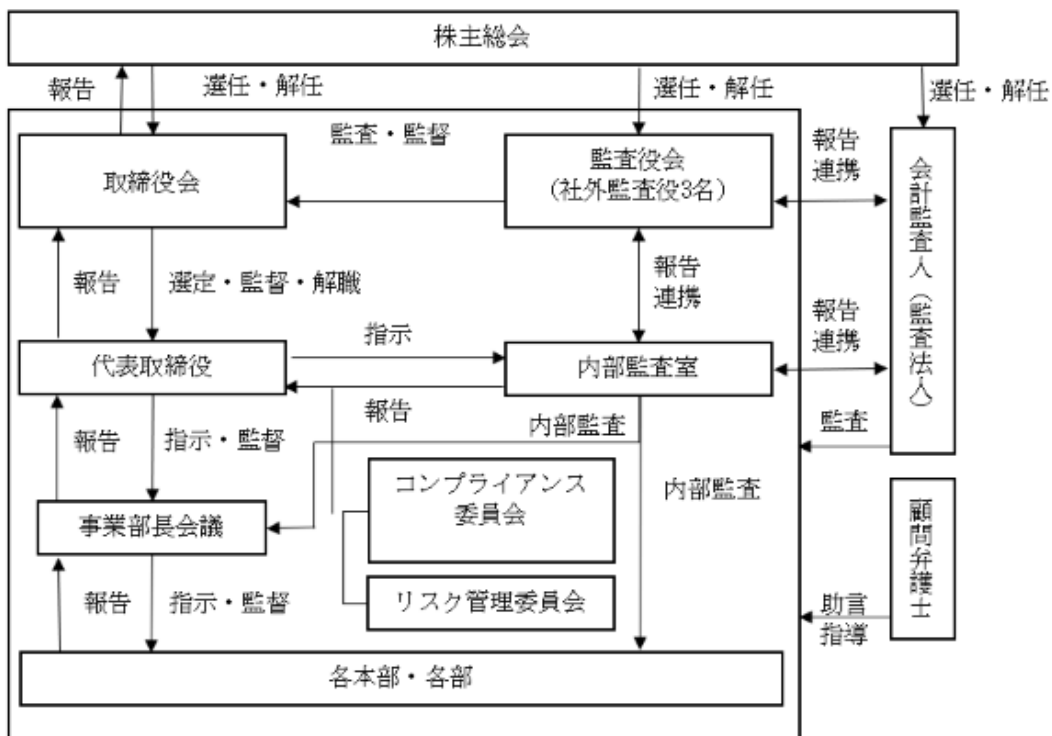 株主総会
報告
選任・解任
選任・解任
選任・解任
監査・監督
取締役会
監査役会
(社外監査役3名)
報告
連携
会計監査人(監査法人)
報告
選定・監督・解職
報告
連携
指示
報告
連携
代表取締役
内部監査室
報告
内部監査
監査
報告
指示・監督
コンプライアンス
委員会
内部監査
顧問弁護士
事業部長会議
リスク管理委員会
報告
指示・監督
助言
指導
各本部・各部